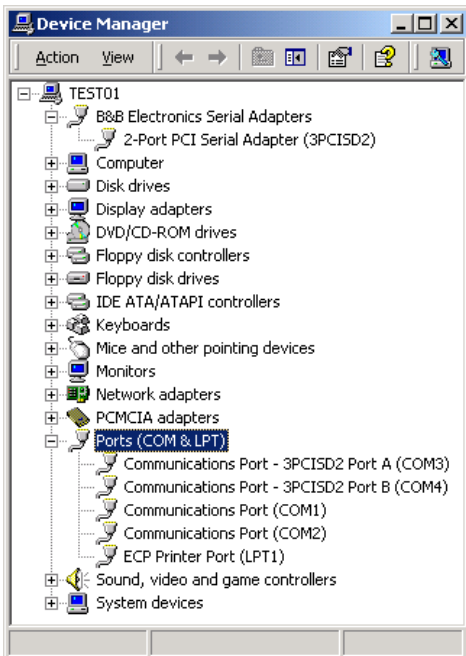 Device Manager
Action View
TEST01
B&B Electronics Serial Adapters
2-Port PCI Serial Adapter (3PCISD2)
Computer
Disk drives
Display adapters
DVD/CD-ROM drives
Floppy disk controllers
Floppy disk drives
IDE ATA/ATAPI controllers
Keyboards
Mice and other pointing devices
Monitors
Network adapters
PCMCIA adapters
Ports (COM & LPT)
Communications Port - 3PCISD2 Port A (COM3)
Communications Port - 3PCISD2 Port B (COM4)
Communications Port (COM1)
Communications Port (COM2)
ECP Printer Port (LPT1)
Sound, video and game controllers
System devices